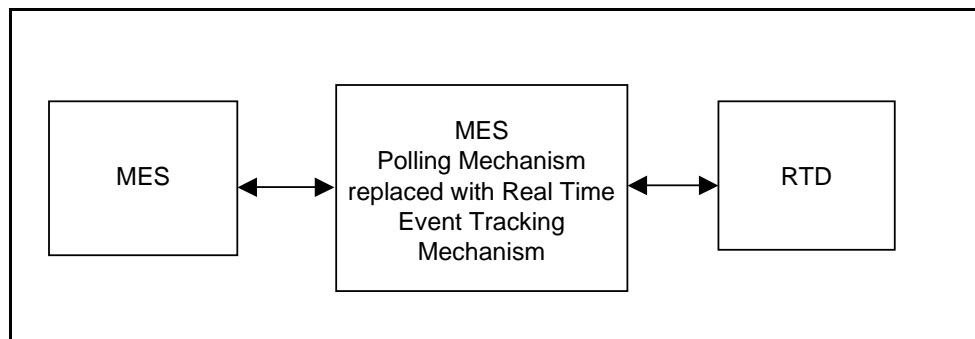 MES
MES
Polling Mechanism
replaced with Real Time
Event Tracking
Mechanism
RTD